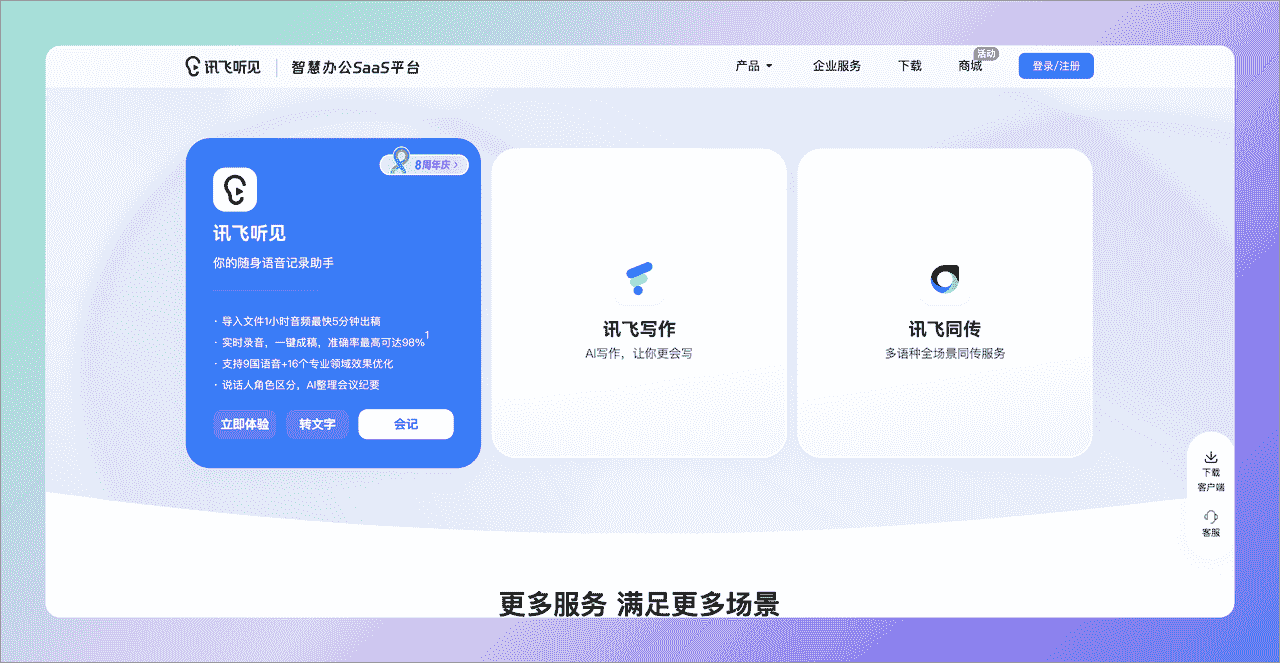 讯飞听见 智慧办公SaaS平台 产品 企业服务 下载 商城 活动 登录/注册
8周年庆 ›
讯飞听见
你的随身语音记录助手
· 导入文件1小时音频最快5分钟出稿
· 实时录音，一键成稿，准确率最高可达98%1
· 支持9国语音+16个专业领域效果优化
· 说话人角色区分，AI整理会议纪要
立即体验 转文字 会记
讯飞写作
AI写作，让你更会写
讯飞同传
多语种全场景同传服务
下载
客户端
客服
更多服务 满足更多场景